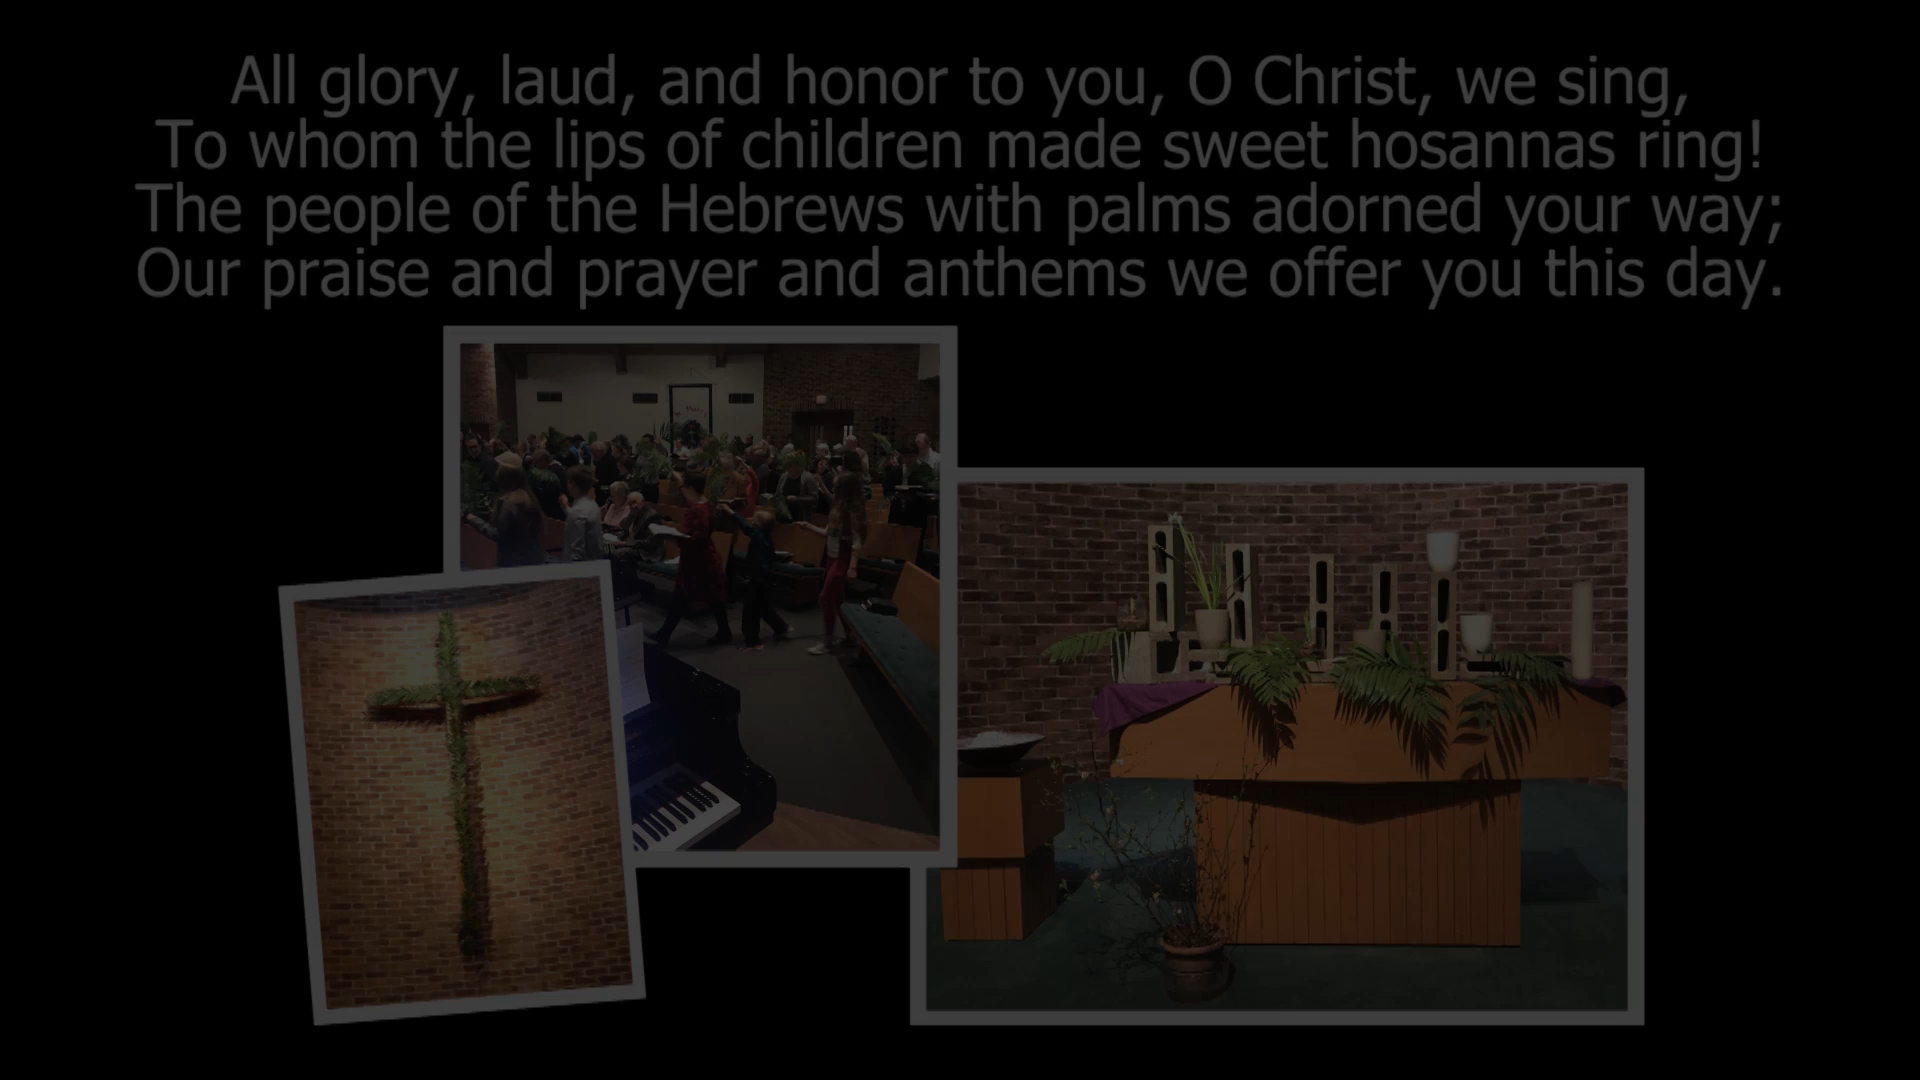 All glory, laud, and honor to you, O Christ, we sing,
To whom the lips of children made sweet hosannas ring!
The people of the Hebrews with palms adorned your way;
Our praise and prayer and anthems we offer you this day.